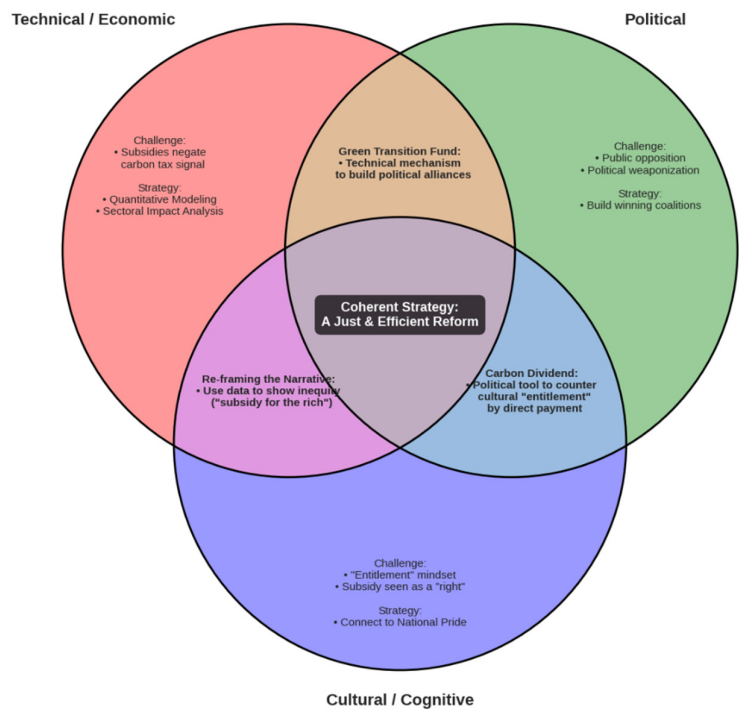 Technical / Economic
Political
Challenge:
• Subsidies negate
carbon tax signal
Strategy:
• Quantitative Modeling
• Sectoral Impact Analysis
Green Transition Fund:
• Technical mechanism
to build political alliances
Challenge:
• Public opposition
• Political weaponization
Strategy:
• Build winning coalitions
Coherent Strategy:
A Just & Efficient Reform
Re-framing the Narrative:
• Use data to show inequity
("subsidy for the rich")
Carbon Dividend:
• Political tool to counter
cultural "entitlement"
by direct payment
Challenge:
• "Entitlement" mindset
• Subsidy seen as a "right"
Strategy:
• Connect to National Pride
Cultural / Cognitive